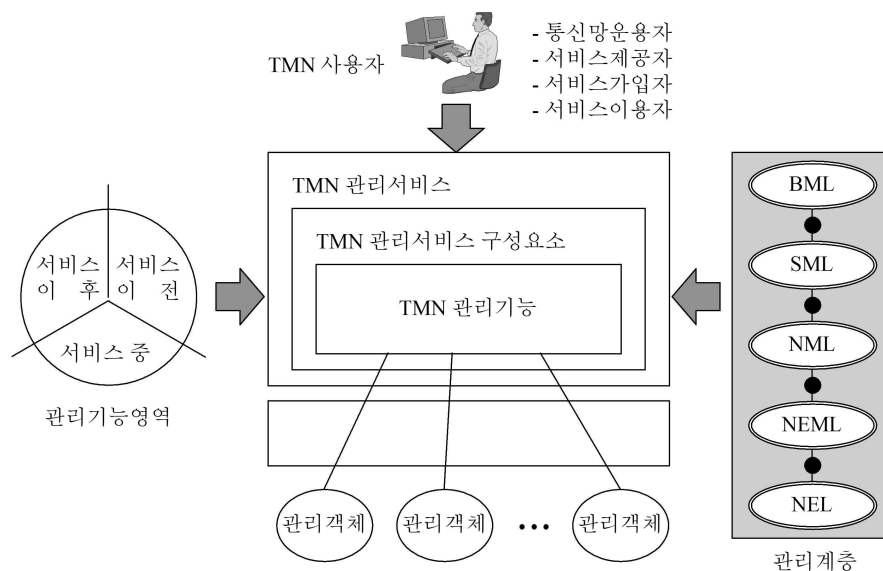 TMN 사용자
- 통신망운용자
- 서비스제공자
- 서비스가입자
- 서비스이용자
TMN 관리서비스
TMN 관리서비스 구성요소
TMN 관리기능
서비스
이 후
서비스
이 전
서비스 중
관리기능영역
관리객체
관리객체
...
관리객체
BML
SML
NML
NEML
NEL
관리계층